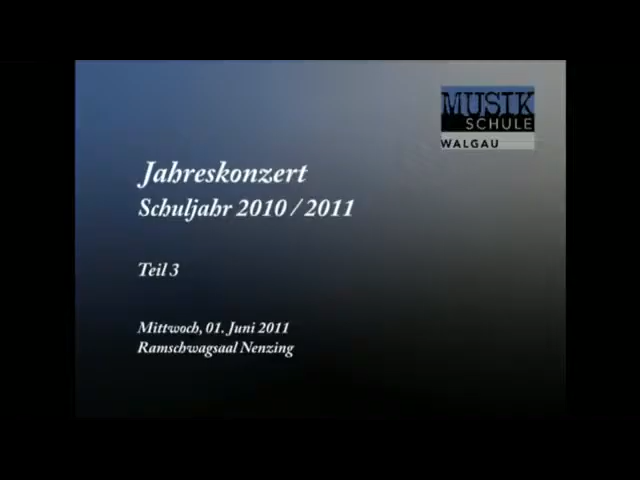 MUSIK
SCHULE
WALGAU
Jahreskonzert
Schuljahr 2010 / 2011
Teil 3
Mittwoch, 01. Juni 2011
Ramschwagsaal Nenzing